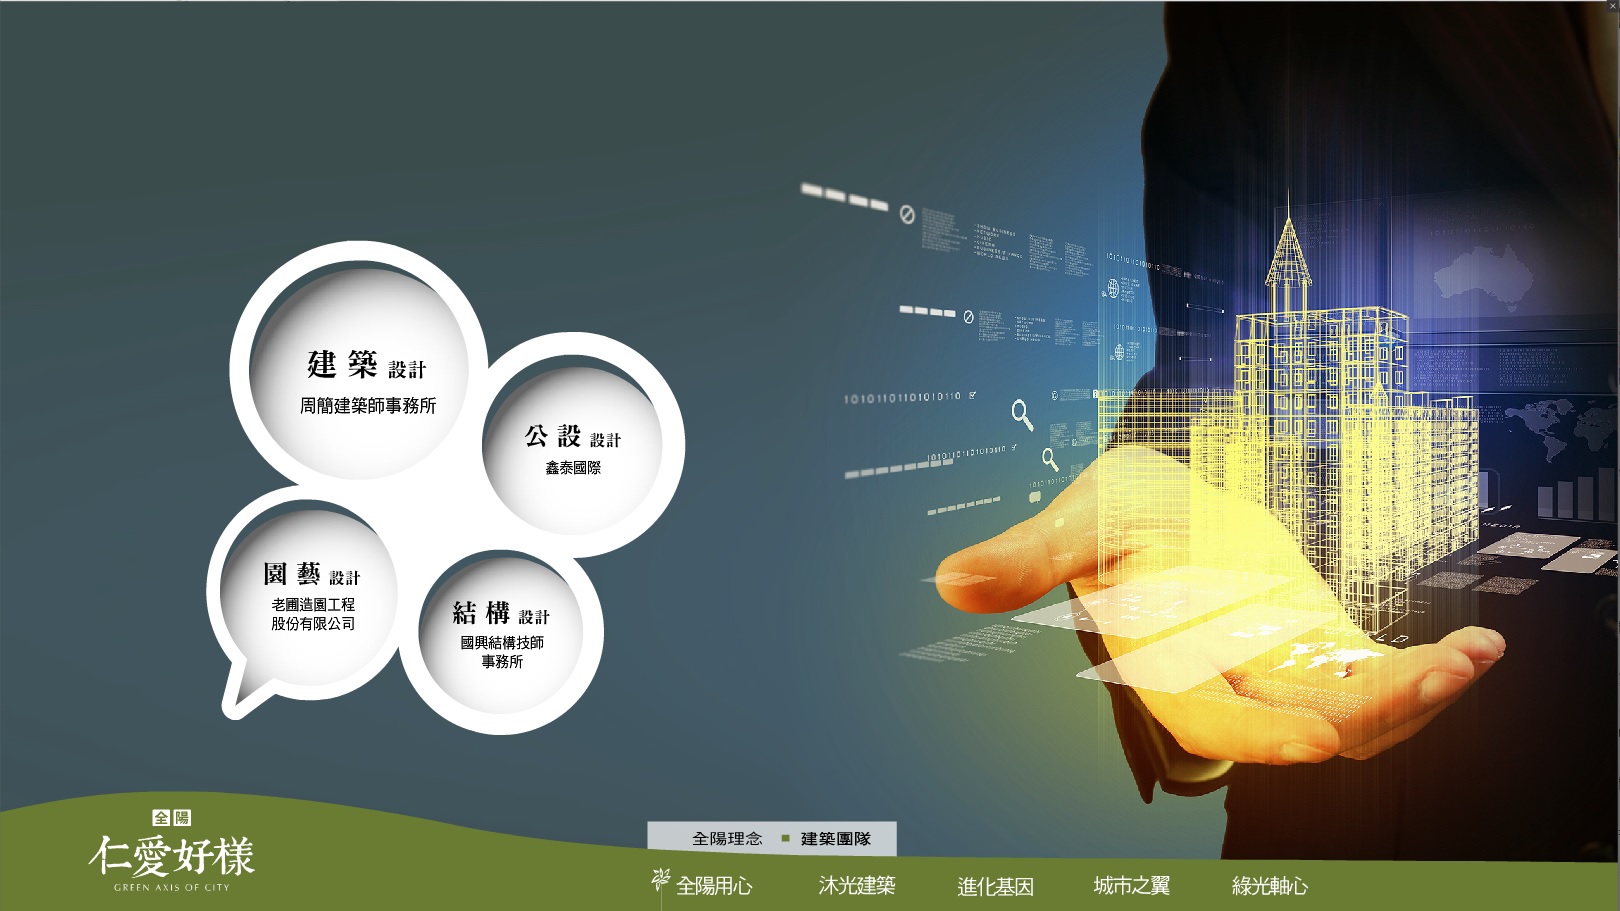 建築 設計
周簡建築師事務所
公設 設計
鑫泰國際
園藝 設計
老圃造園工程
股份有限公司
結構 設計
國興結構技師
事務所
全陽
仁愛好樣
GREEN AXIS OF CITY
全陽理念 ■ 建築團隊
全陽用心 沐光建築 進化基因 城市之翼 綠光軸心